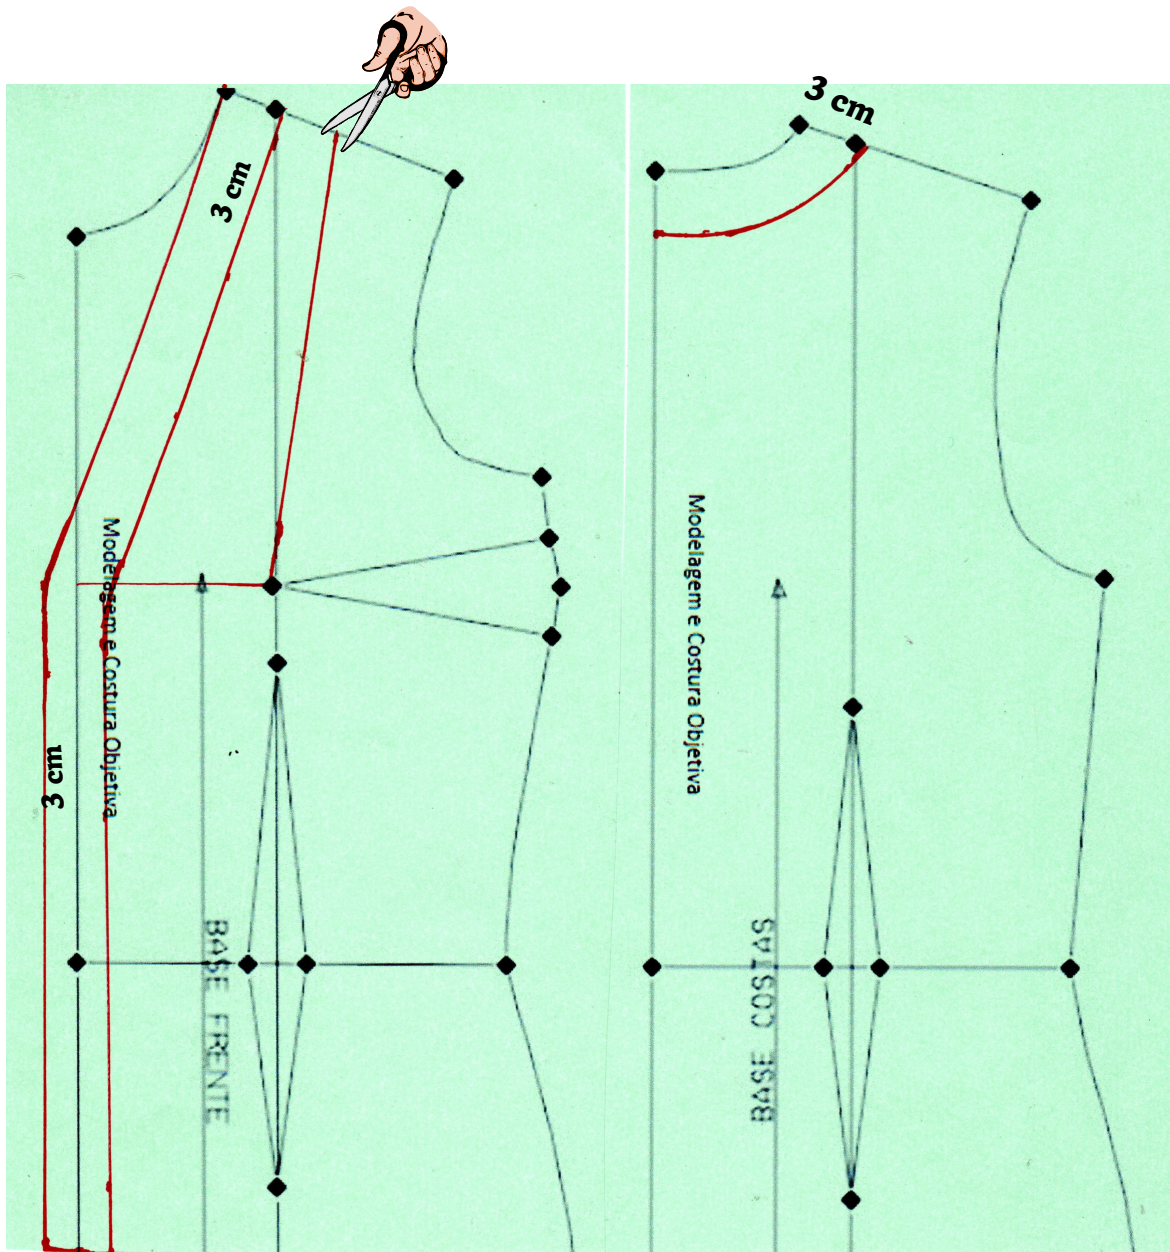 3 cm
3 cm
Modelagem e Costura Objetiva
3 cm
BASE FRENTE
Modelagem e Costura Objetiva
BASE COSTAS